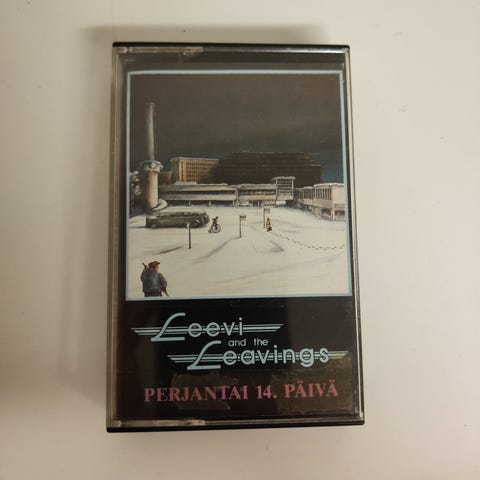 Leevi
and the
Leavings
PERJANTAI 14. PÄIVÄ